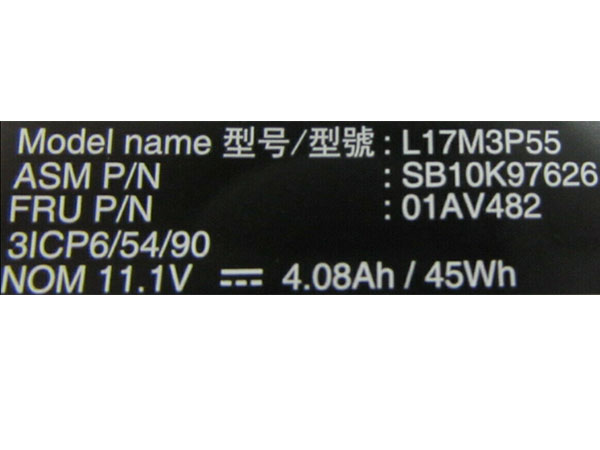 Model name 型号/型號 : L17M3P55
ASM P/N : SB10K97626
FRU P/N : 01AV482
3ICP6/54/90
NOM 11.1V ⎓ 4.08Ah / 45Wh